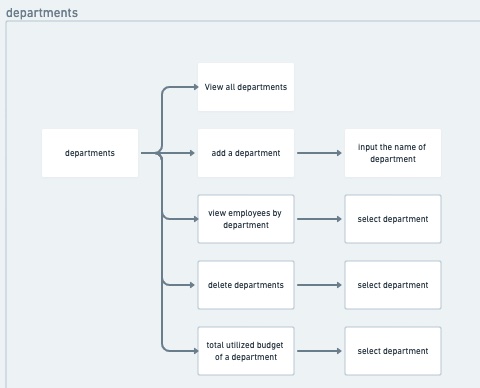 departments
View all departments
departments
add a department
input the name of
department
view employees by
department
select department
delete departments
select department
total utilized budget
of a department
select department